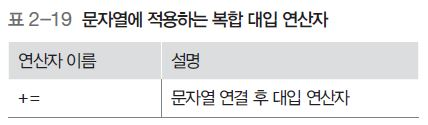 표 2-19 문자열에 적용하는 복합 대입 연산자
연산자 이름 설명
+= 문자열 연결 후 대입 연산자